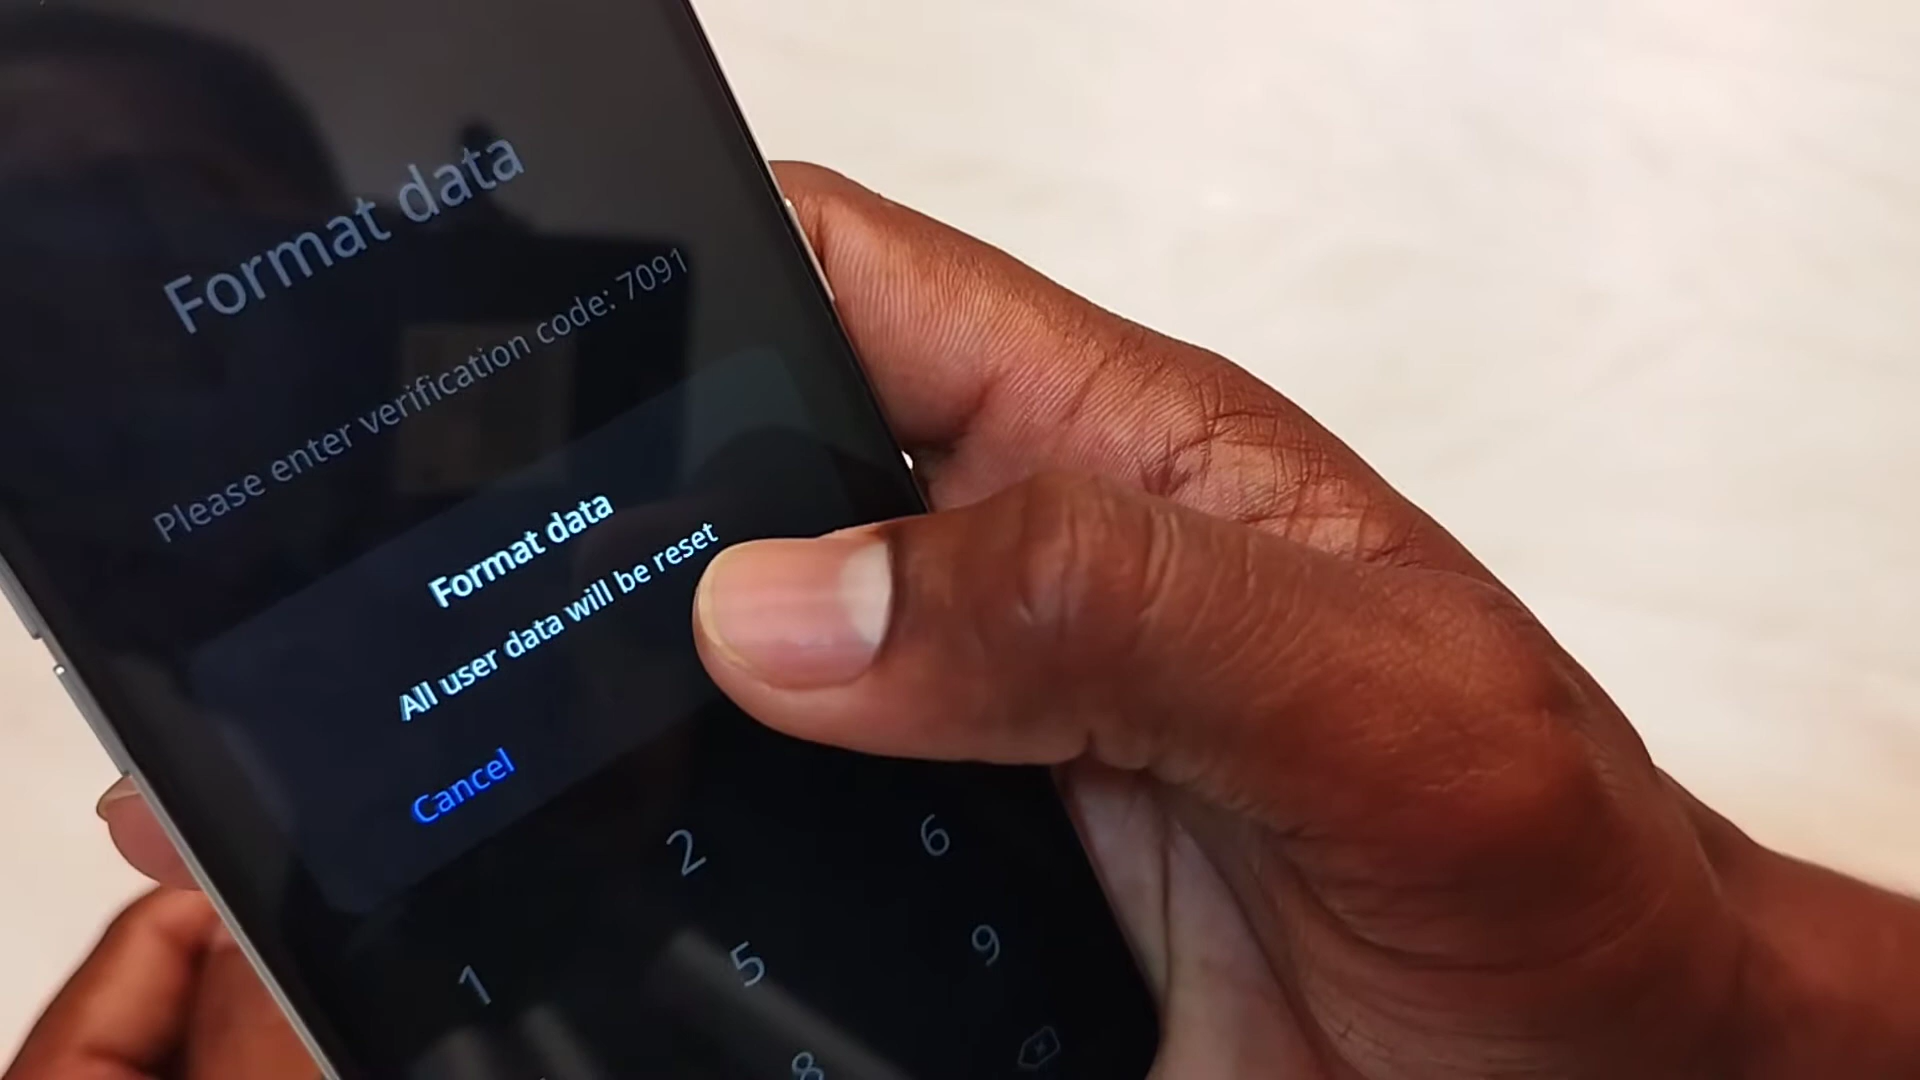 Format data
Please enter verification code: 7091
Format data
All user data will be reset
Cancel
1 2
5 6
8 9